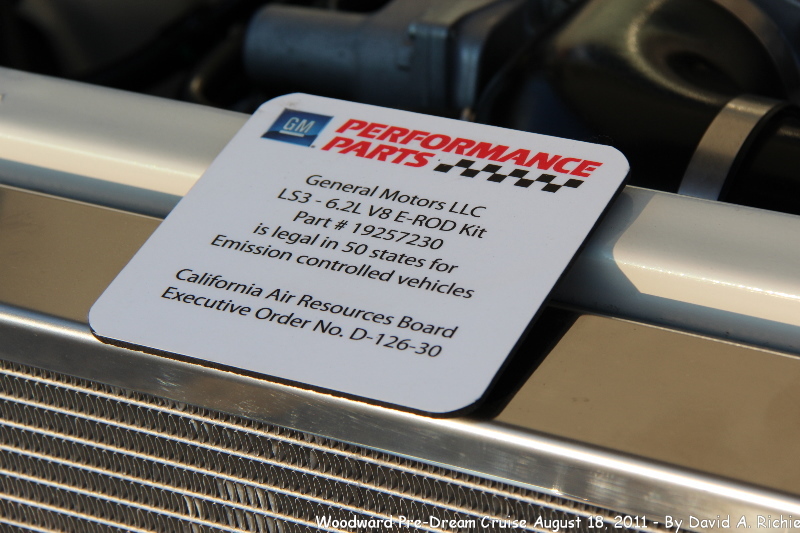 GM
PERFORMANCE
PARTS
General Motors LLC
LS3 - 6.2L V8 E-ROD Kit
Part # 19257230
is legal in 50 states for
Emission controlled vehicles
California Air Resources Board
Executive Order No. D-126-30
Woodward Pre-Dream Cruise August 18, 2011 - By David A. Richie